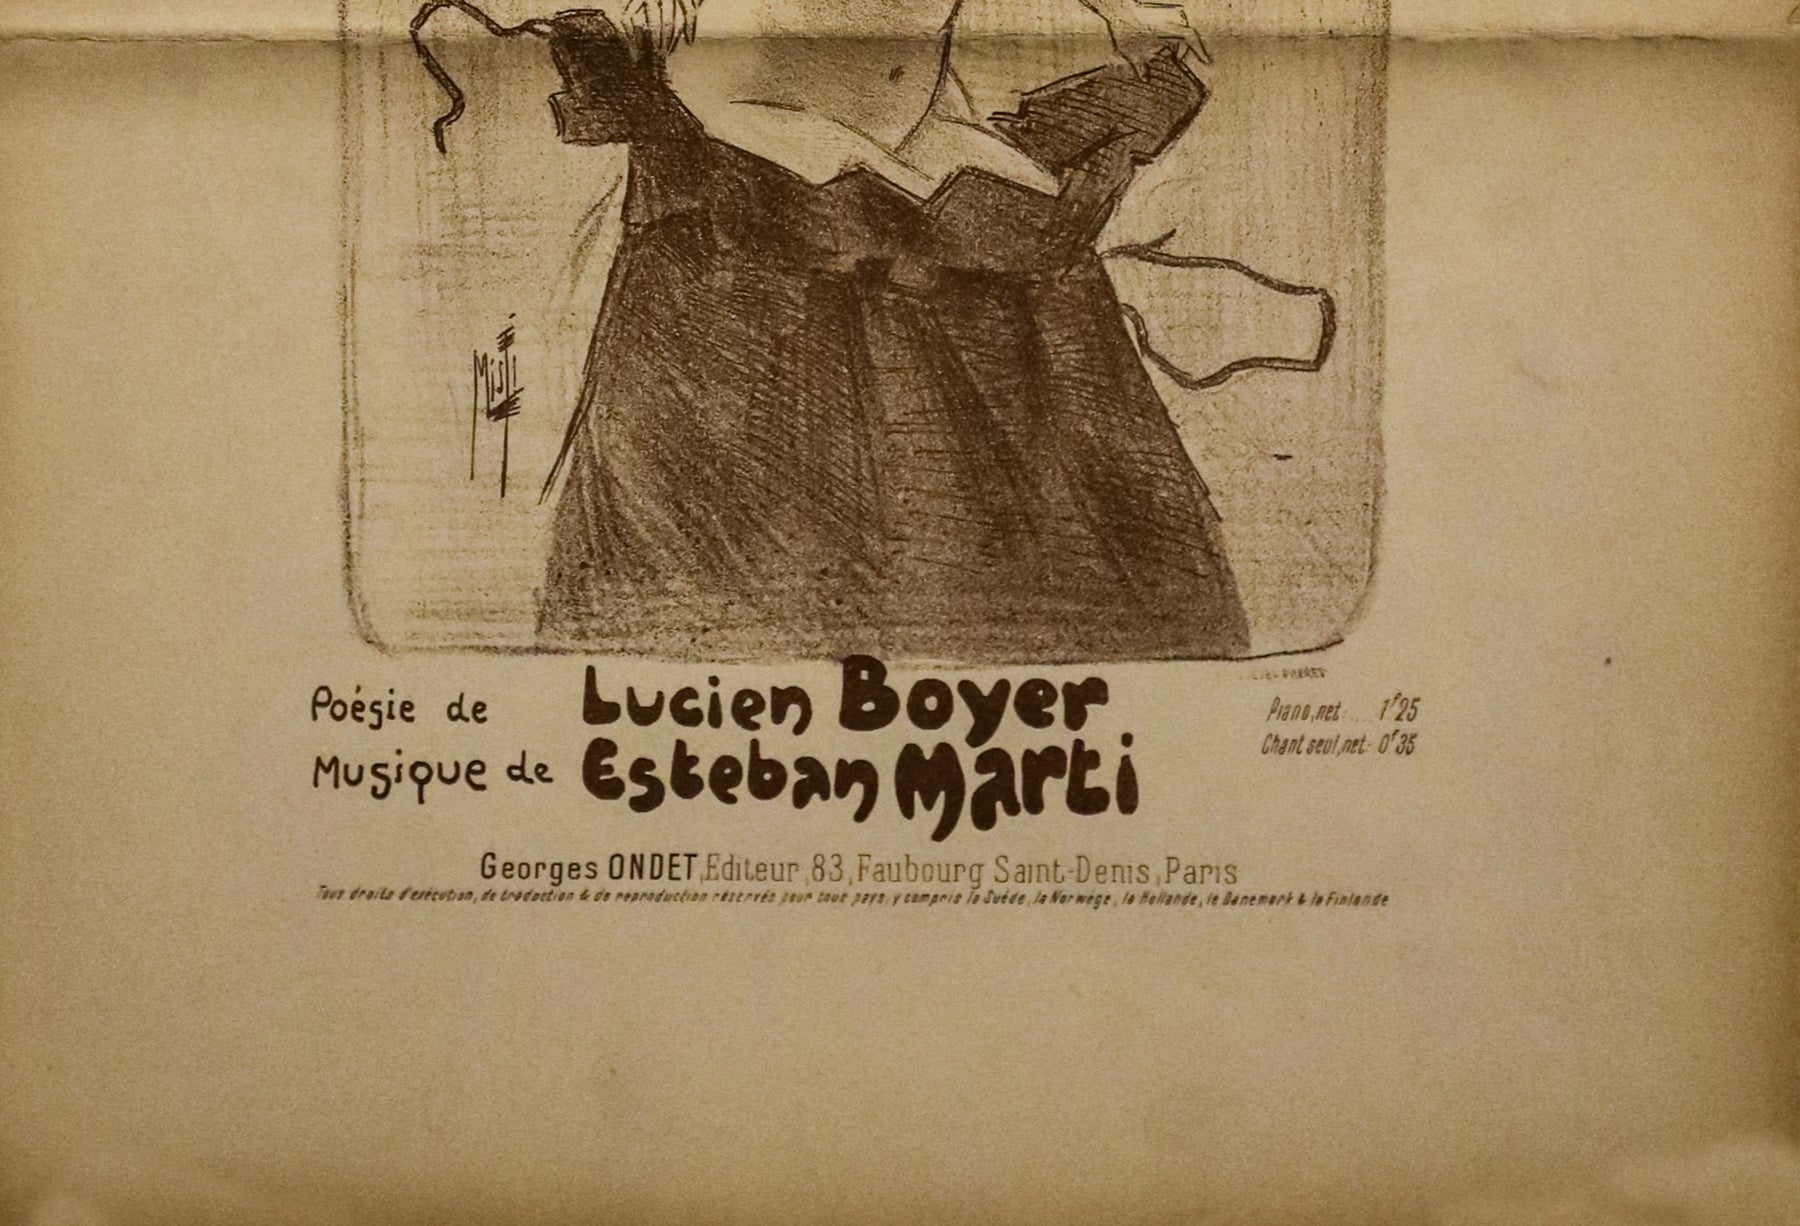 Misti
Poésie de Lucien Boyer
Musique de Esteban Marti
Piano, net: 1f25
Chant seul, net: 0f35
Georges ONDET, Editeur, 83, Faubourg Saint-Denis, Paris
Tous droits d'exécution, de traduction & de reproduction réservés pour tous pays, y compris la Suède, la Norwège, la Hollande, le Danemark & la Finlande